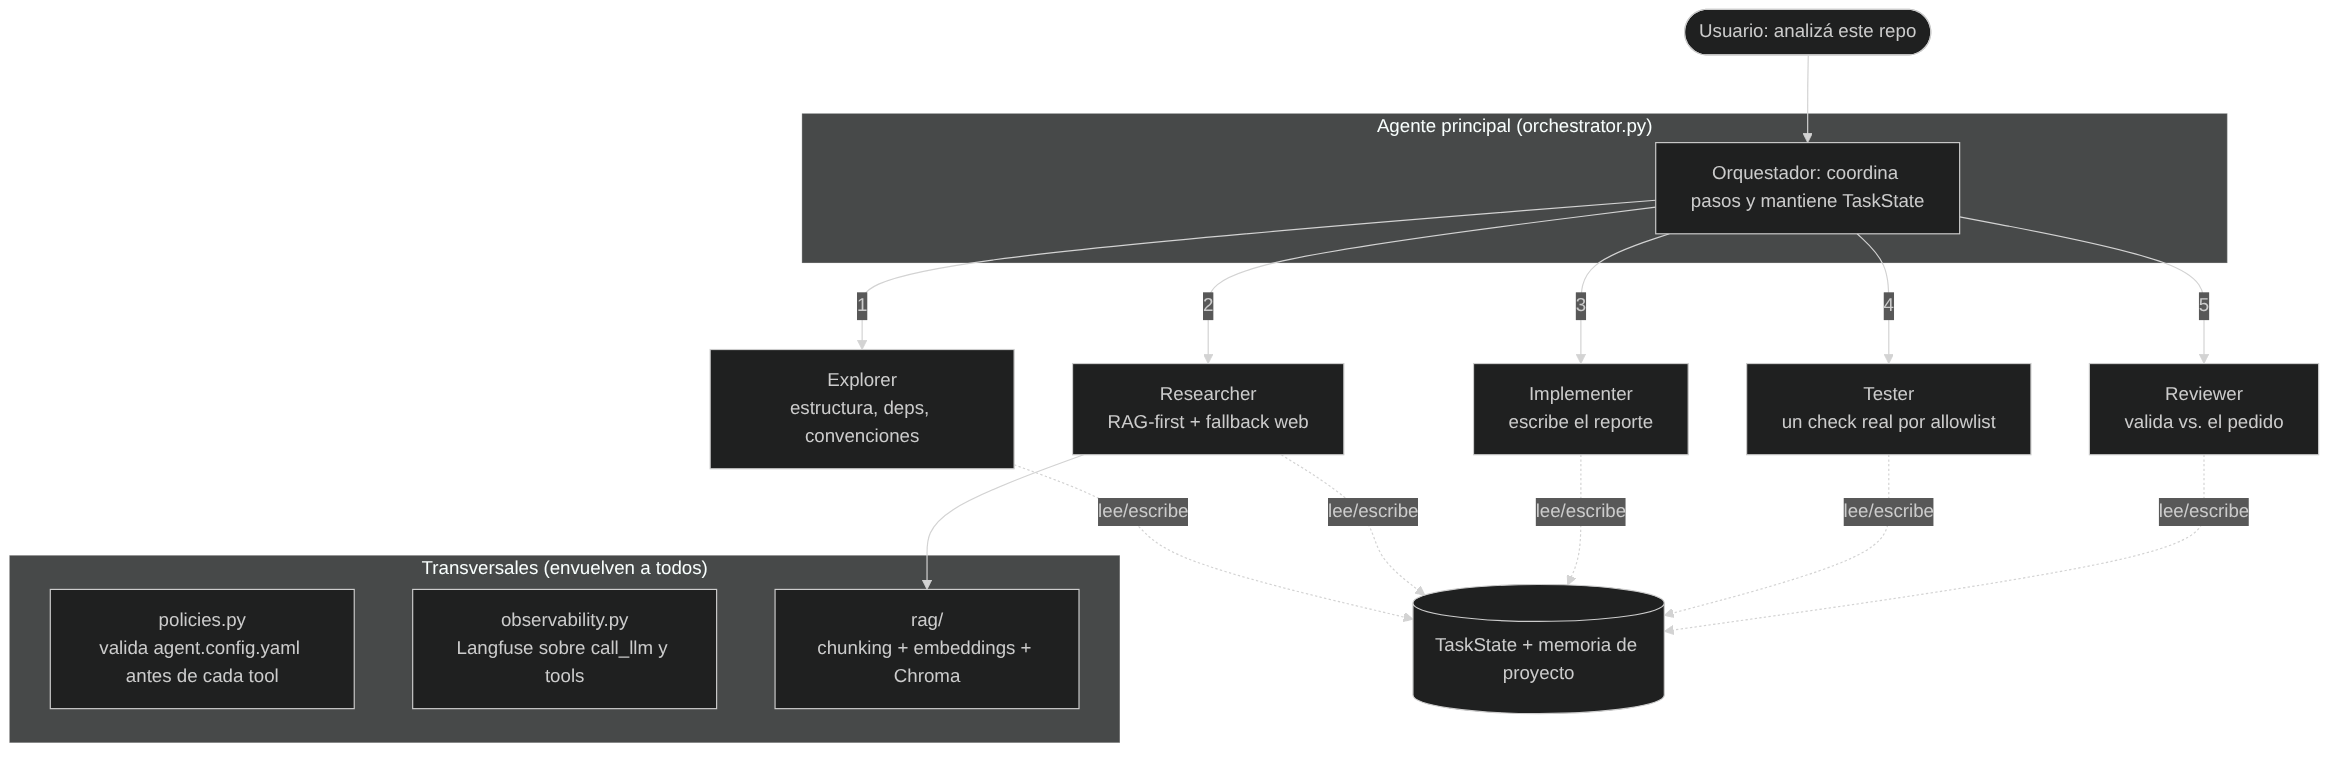 Usuario: analizá este repo
Agente principal (orchestrator.py)
Orquestador: coordina
pasos y mantiene TaskState
1
2
3
4
5
Explorer
estructura, deps,
convenciones
Researcher
RAG-first + fallback web
Implementer
escribe el reporte
Tester
un check real por allowlist
Reviewer
valida vs. el pedido
lee/escribe
lee/escribe
lee/escribe
lee/escribe
lee/escribe
Transversales (envuelven a todos)
policies.py
valida agent.config.yaml
antes de cada tool
observability.py
Langfuse sobre call_llm y
tools
rag/
chunking + embeddings +
Chroma
TaskState + memoria de
proyecto